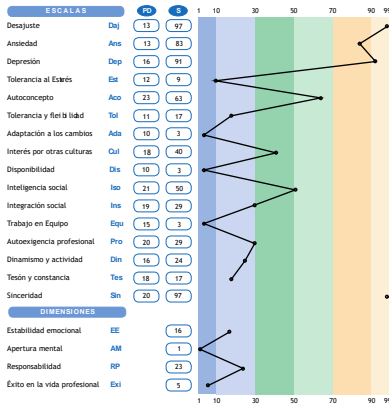 ESCALAS PD S 1 10 30 50 70 90 99
Desajuste Daj 13 97
Ansiedad Ans 13 83
Depresión Dep 16 91
Tolerancia al Estrés Est 12 9
Autoconcepto Aco 23 63
Tolerancia y flexibilidad Tol 11 17
Adaptación a los cambios Ada 10 3
Interés por otras culturas Cul 18 40
Disponibilidad Dis 10 3
Inteligencia social Iso 21 50
Integración social Ins 19 29
Trabajo en Equipo Equ 15 3
Autoexigencia profesional Pro 20 29
Dinamismo y actividad Din 16 24
Tesón y constancia Tes 18 17
Sinceridad Sin 20 97
DIMENSIONES
Estabilidad emocional EE 16
Apertura mental AM 1
Responsabilidad RP 23
Éxito en la vida profesional Exi 5
1 10 30 50 70 90 99